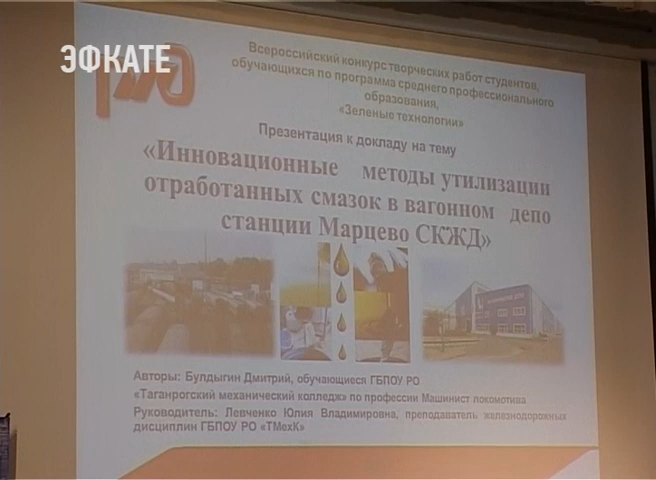 ЭФКАТЕ
Всероссийский конкурс творческих работ студентов,
обучающихся по программа среднего профессионального
образования,
«Зеленые технологии»
Презентация к докладу на тему
«Инновационные методы утилизации
отработанных смазок в вагонном депо
станции Марцево СКЖД»
Авторы: Булдыгин Дмитрий, обучающиеся ГБПОУ РО
«Таганрогский механический колледж» по профессии Машинист локомотива
Руководитель: Левченко Юлия Владимировна, преподаватель железнодорожных
дисциплин ГБПОУ РО «ТМехК»